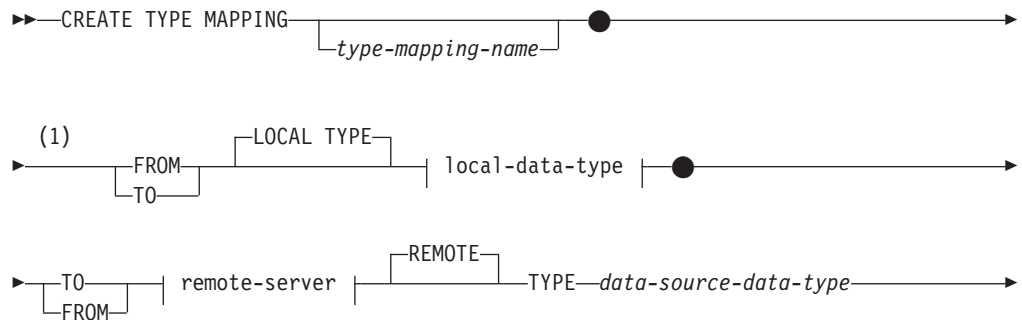 CREATE TYPE MAPPING
type-mapping-name
(1)
LOCAL TYPE
FROM local-data-type
TO
REMOTE
TO remote-server TYPE data-source-data-type
FROM